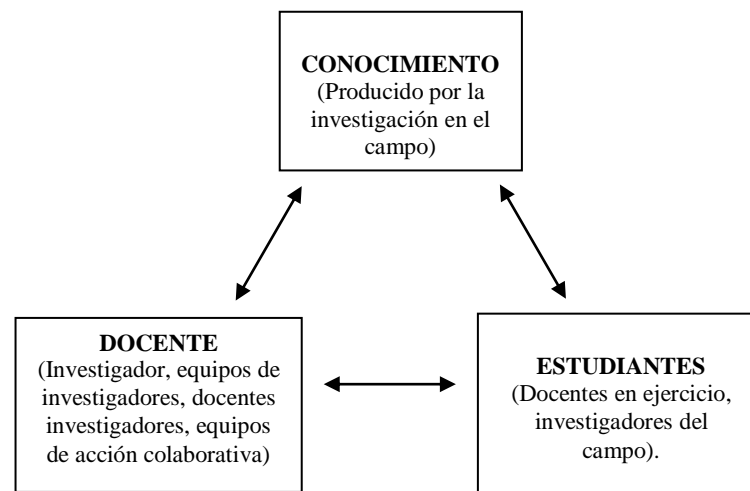 CONOCIMIENTO
(Producido por la
investigación en el
campo)
DOCENTE
(Investigador, equipos de
investigadores, docentes
investigadores, equipos
de acción colaborativa)
ESTUDIANTES
(Docentes en ejercicio,
investigadores del
campo).